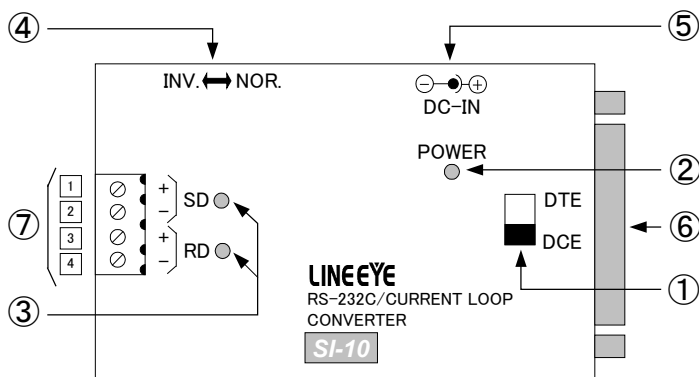 ④ ⑤
INV. ⟷ NOR.
− +
DC-IN
POWER
②
1 + SD DTE
2 −
⑦ ⑥
3 + RD DCE
4 −
LINEEYE
RS-232C/CURRENT LOOP
CONVERTER
①
③
SI-10